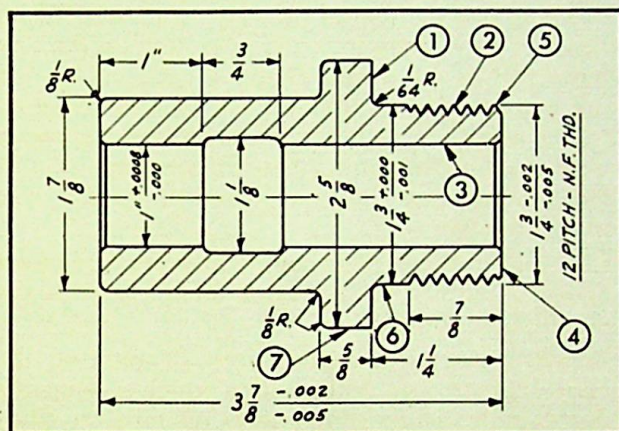 1/8 R.
1"
3/4
1
2
5
1/64 R.
1 7/8
1" +.0008 -.000
1 1/8
2 5/8
1 3/4 +.000 -.001
3
1 3/4 -.002 -.005
12 PITCH - N.F. THD.
1/8 R.
7
5/8
6
7/8
1 1/4
4
3 7/8 -.002 -.005